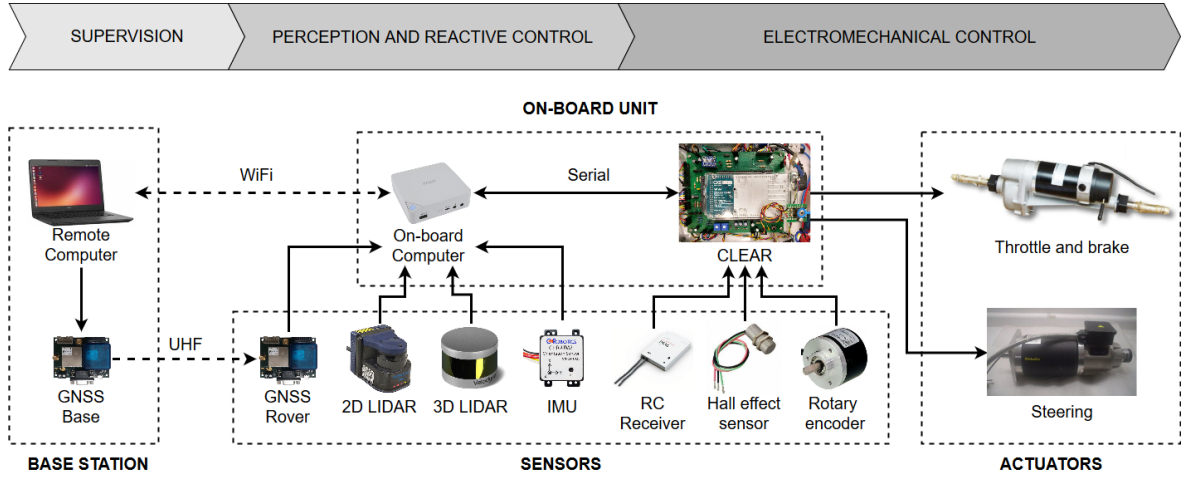 SUPERVISION
PERCEPTION AND REACTIVE CONTROL
ELECTROMECHANICAL CONTROL
ON-BOARD UNIT
WiFi
Serial
Remote
Computer
On-board
Computer
CLEAR
Throttle and brake
UHF
GNSS
Base
GNSS
Rover
2D LIDAR
3D LIDAR
IMU
RC
Receiver
Hall effect
sensor
Rotary
encoder
Steering
BASE STATION
SENSORS
ACTUATORS